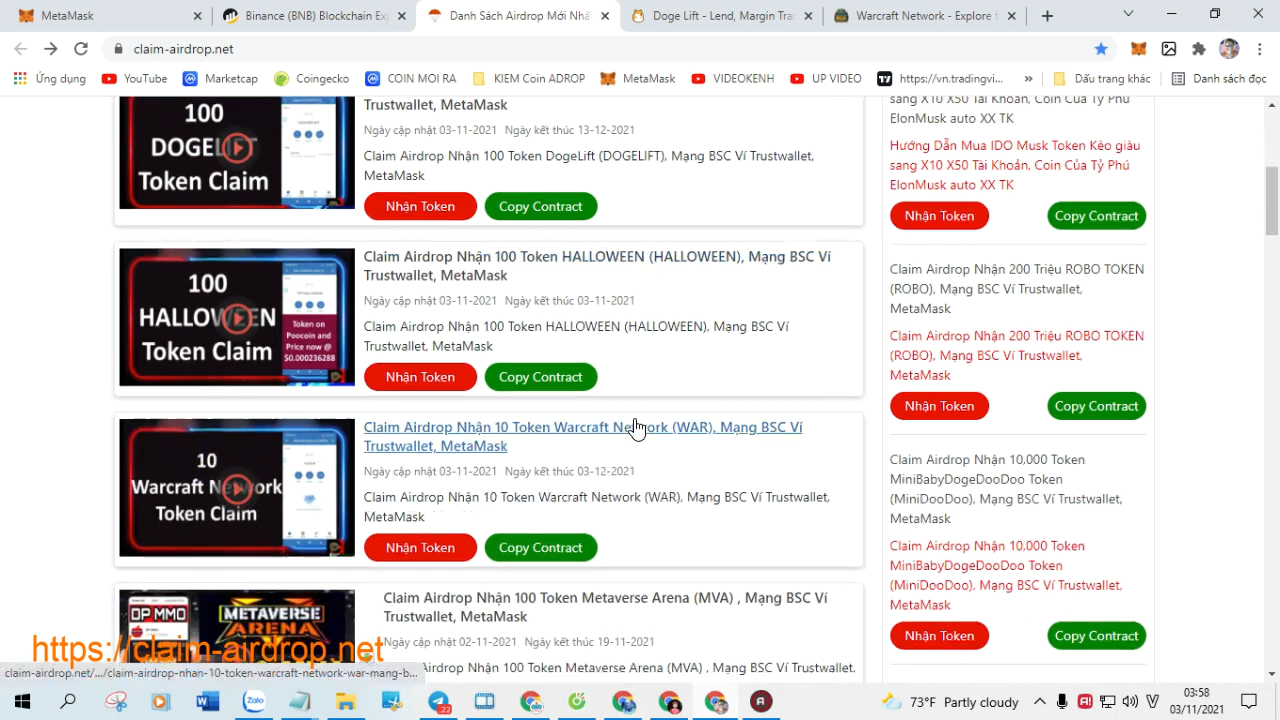 MetaMask
Binance (BNB) Blockchain Exp
Danh Sách Airdrop Mới Nhấ
Doge Lift - Lend, Margin Trac
Warcraft Network - Explore t
claim-airdrop.net
Ứng dụng
YouTube
Marketcap
Coingecko
COIN MOI RA
KIEM Coin ADROP
MetaMask
VIDEOKENH
UP VIDEO
https://vn.tradingvi...
»
Dấu trang khác
Danh sách đọc
100
DOGELIFT
Token Claim
Trustwallet, MetaMask
Ngày cập nhật 03-11-2021 Ngày kết thúc 13-12-2021
Claim Airdrop Nhận 100 Token DogeLift (DOGELIFT), Mạng BSC Ví Trustwallet,
MetaMask
Nhận Token
Copy Contract
100
HALLOWEEN
Token Claim
Token on
Poocoin and
Price now @
$0.000236288
Claim Airdrop Nhận 100 Token HALLOWEEN (HALLOWEEN), Mạng BSC Ví
Trustwallet, MetaMask
Ngày cập nhật 03-11-2021 Ngày kết thúc 03-11-2021
Claim Airdrop Nhận 100 Token HALLOWEEN (HALLOWEEN), Mạng BSC Ví
Trustwallet, MetaMask
Nhận Token
Copy Contract
10
Warcraft Network
Token Claim
Claim Airdrop Nhận 10 Token Warcraft Network (WAR), Mạng BSC Ví
Trustwallet, MetaMask
Ngày cập nhật 03-11-2021 Ngày kết thúc 03-12-2021
Claim Airdrop Nhận 10 Token Warcraft Network (WAR), Mạng BSC Ví Trustwallet,
MetaMask
Nhận Token
Copy Contract
OP MMO
METAVERSE
ARENA
Claim Airdrop Nhận 100 Token Metaverse Arena (MVA) , Mạng BSC Ví
Trustwallet, MetaMask
Ngày cập nhật 02-11-2021 Ngày kết thúc 19-11-2021
Airdrop Nhận 100 Token Metaverse Arena (MVA) , Mạng BSC Ví Trustwallet,
sang X10 X50 Tài Khoản, Coin Của Tỷ Phú
ElonMusk auto XX TK
Hướng Dẫn Mua IDO Musk Token Kèo giàu
sang X10 X50 Tài Khoản, Coin Của Tỷ Phú
ElonMusk auto XX TK
Nhận Token
Copy Contract
Claim Airdrop Nhận 200 Triệu ROBO TOKEN
(ROBO), Mạng BSC Ví Trustwallet,
MetaMask
Claim Airdrop Nhận 200 Triệu ROBO TOKEN
(ROBO), Mạng BSC Ví Trustwallet,
MetaMask
Nhận Token
Copy Contract
Claim Airdrop Nhận 10,000 Token
MiniBabyDogeDooDoo Token
(MiniDooDoo), Mạng BSC Ví Trustwallet,
MetaMask
Claim Airdrop Nhận 10,000 Token
MiniBabyDogeDooDoo Token
(MiniDooDoo), Mạng BSC Ví Trustwallet,
MetaMask
Nhận Token
Copy Contract
https://claim-airdrop.net
claim-airdrop.net/.../claim-airdrop-nhan-10-token-warcraft-network-war-mang-b...
Zalo
22
73°F Partly cloudy
03:58
03/11/2021